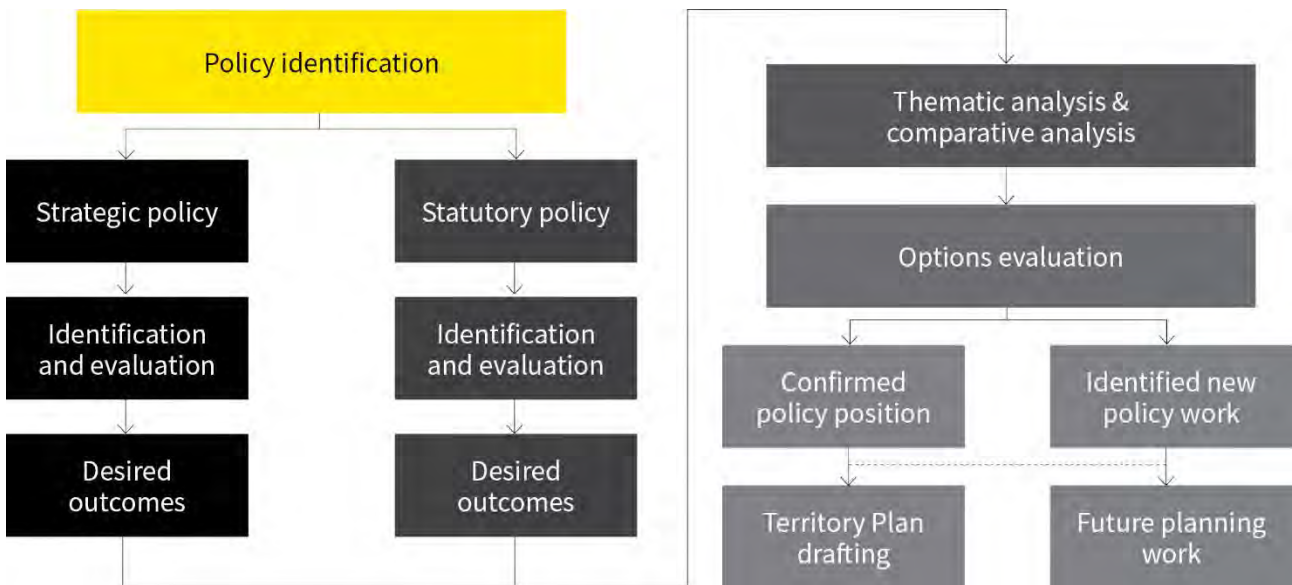 Policy identification
Strategic policy
Identification
and evaluation
Desired
outcomes
Statutory policy
Identification
and evaluation
Desired
outcomes
Thematic analysis &
comparative analysis
Options evaluation
Confirmed
policy position
Identified new
policy work
Territory Plan
drafting
Future planning
work